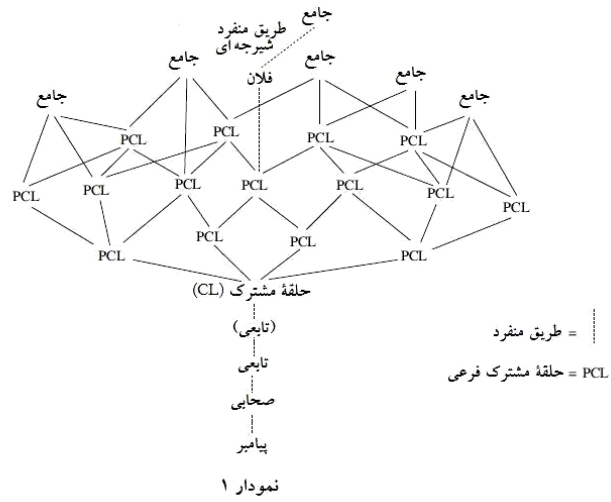 جامع
طریق منفرد
شیرجه ای
جامع جامع
فلان
جامع
جامع جامع
PCL PCL PCL PCL
PCL PCL PCL PCL PCL PCL PCL
PCL PCL PCL PCL
حلقهٔ مشترک (CL)
(تابعی)
تابعی
صحابی
پیامبر
نمودار ۱
= طریق منفرد
PCL = حلقهٔ مشترک فرعی